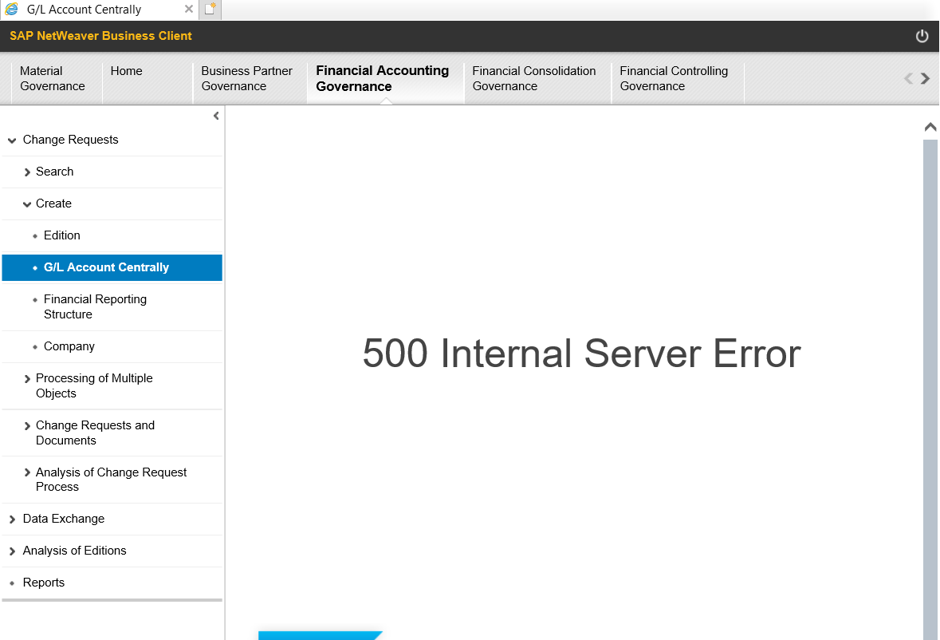 G/L Account Centrally
SAP NetWeaver Business Client
Material
Governance
Home
Business Partner
Governance
Financial Accounting
Governance
Financial Consolidation
Governance
Financial Controlling
Governance
Change Requests
Search
Create
Edition
G/L Account Centrally
Financial Reporting
Structure
Company
Processing of Multiple
Objects
Change Requests and
Documents
Analysis of Change Request
Process
Data Exchange
Analysis of Editions
Reports
500 Internal Server Error